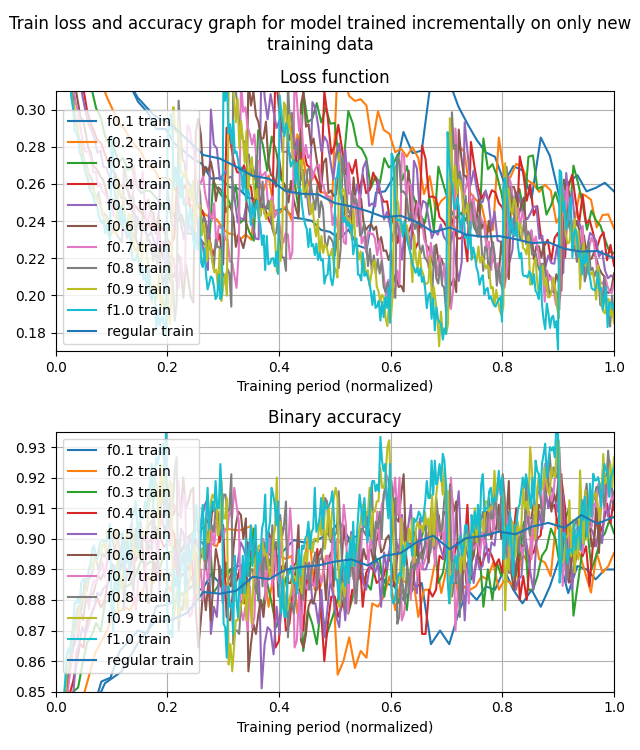 Train loss and accuracy graph for model trained incrementally on only new
training data
Loss function
0.30
0.28
0.26
0.24
0.22
0.20
0.18
f0.1 train
f0.2 train
f0.3 train
f0.4 train
f0.5 train
f0.6 train
f0.7 train
f0.8 train
f0.9 train
f1.0 train
regular train
0.0 0.2 0.4 0.6 0.8 1.0
Training period (normalized)
Binary accuracy
0.93
0.92
0.91
0.90
0.89
0.88
0.87
0.86
0.85
f0.1 train
f0.2 train
f0.3 train
f0.4 train
f0.5 train
f0.6 train
f0.7 train
f0.8 train
f0.9 train
f1.0 train
regular train
0.0 0.2 0.4 0.6 0.8 1.0
Training period (normalized)